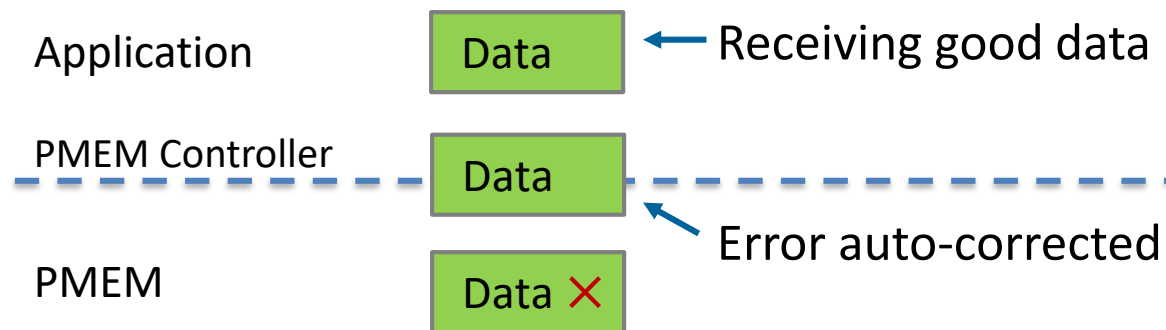 Application
Data
Receiving good data
PMEM Controller
Data
Error auto-corrected
PMEM
Data